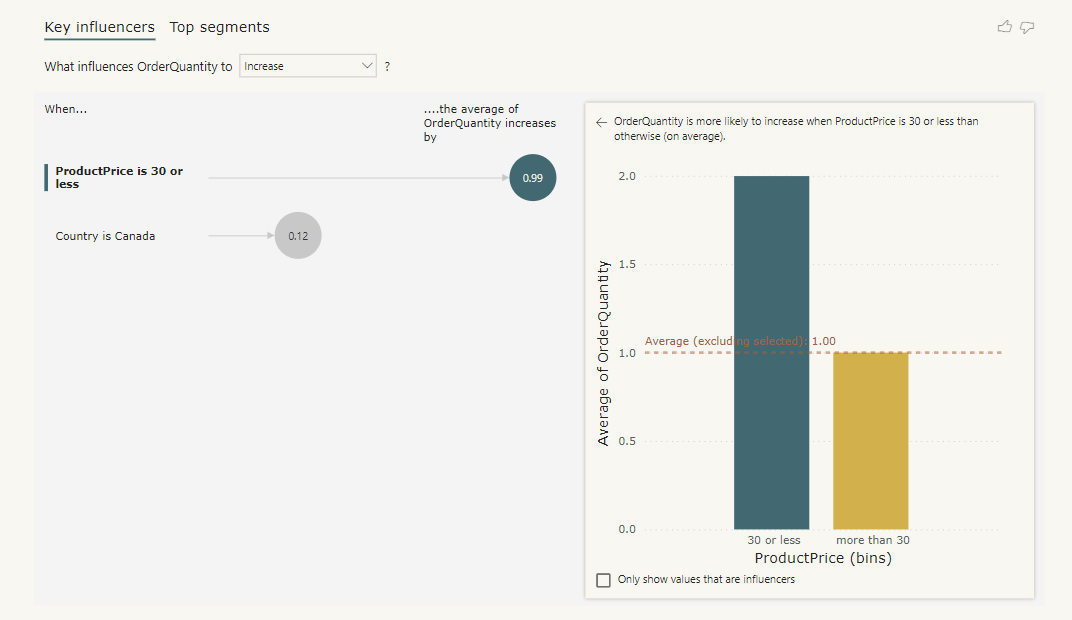 Key influencers Top segments
What influences OrderQuantity to Increase ?
When...
....the average of
OrderQuantity increases
by
ProductPrice is 30 or
less
0.99
Country is Canada
0.12
OrderQuantity is more likely to increase when ProductPrice is 30 or less than
otherwise (on average).
2.0
1.5
Average (excluding selected): 1.00
1.0
0.5
0.0
Average of OrderQuantity
30 or less more than 30
ProductPrice (bins)
Only show values that are influencers